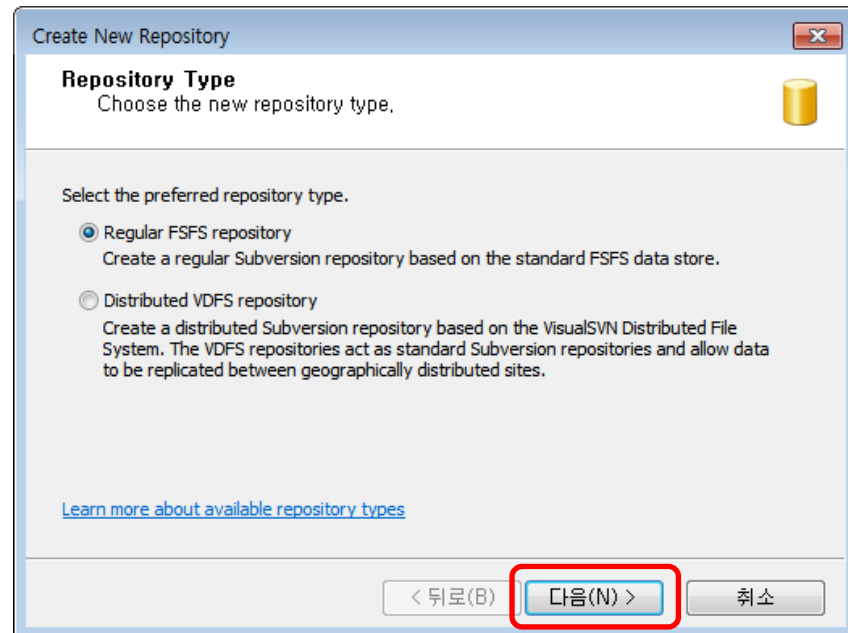 Create New Repository
Repository Type
Choose the new repository type.
Select the preferred repository type.
Regular FSFS repository
Create a regular Subversion repository based on the standard FSFS data store.
Distributed VDFS repository
Create a distributed Subversion repository based on the VisualSVN Distributed File
System. The VDFS repositories act as standard Subversion repositories and allow data
to be replicated between geographically distributed sites.
Learn more about available repository types
< 뒤로(B) 다음(N) > 취소